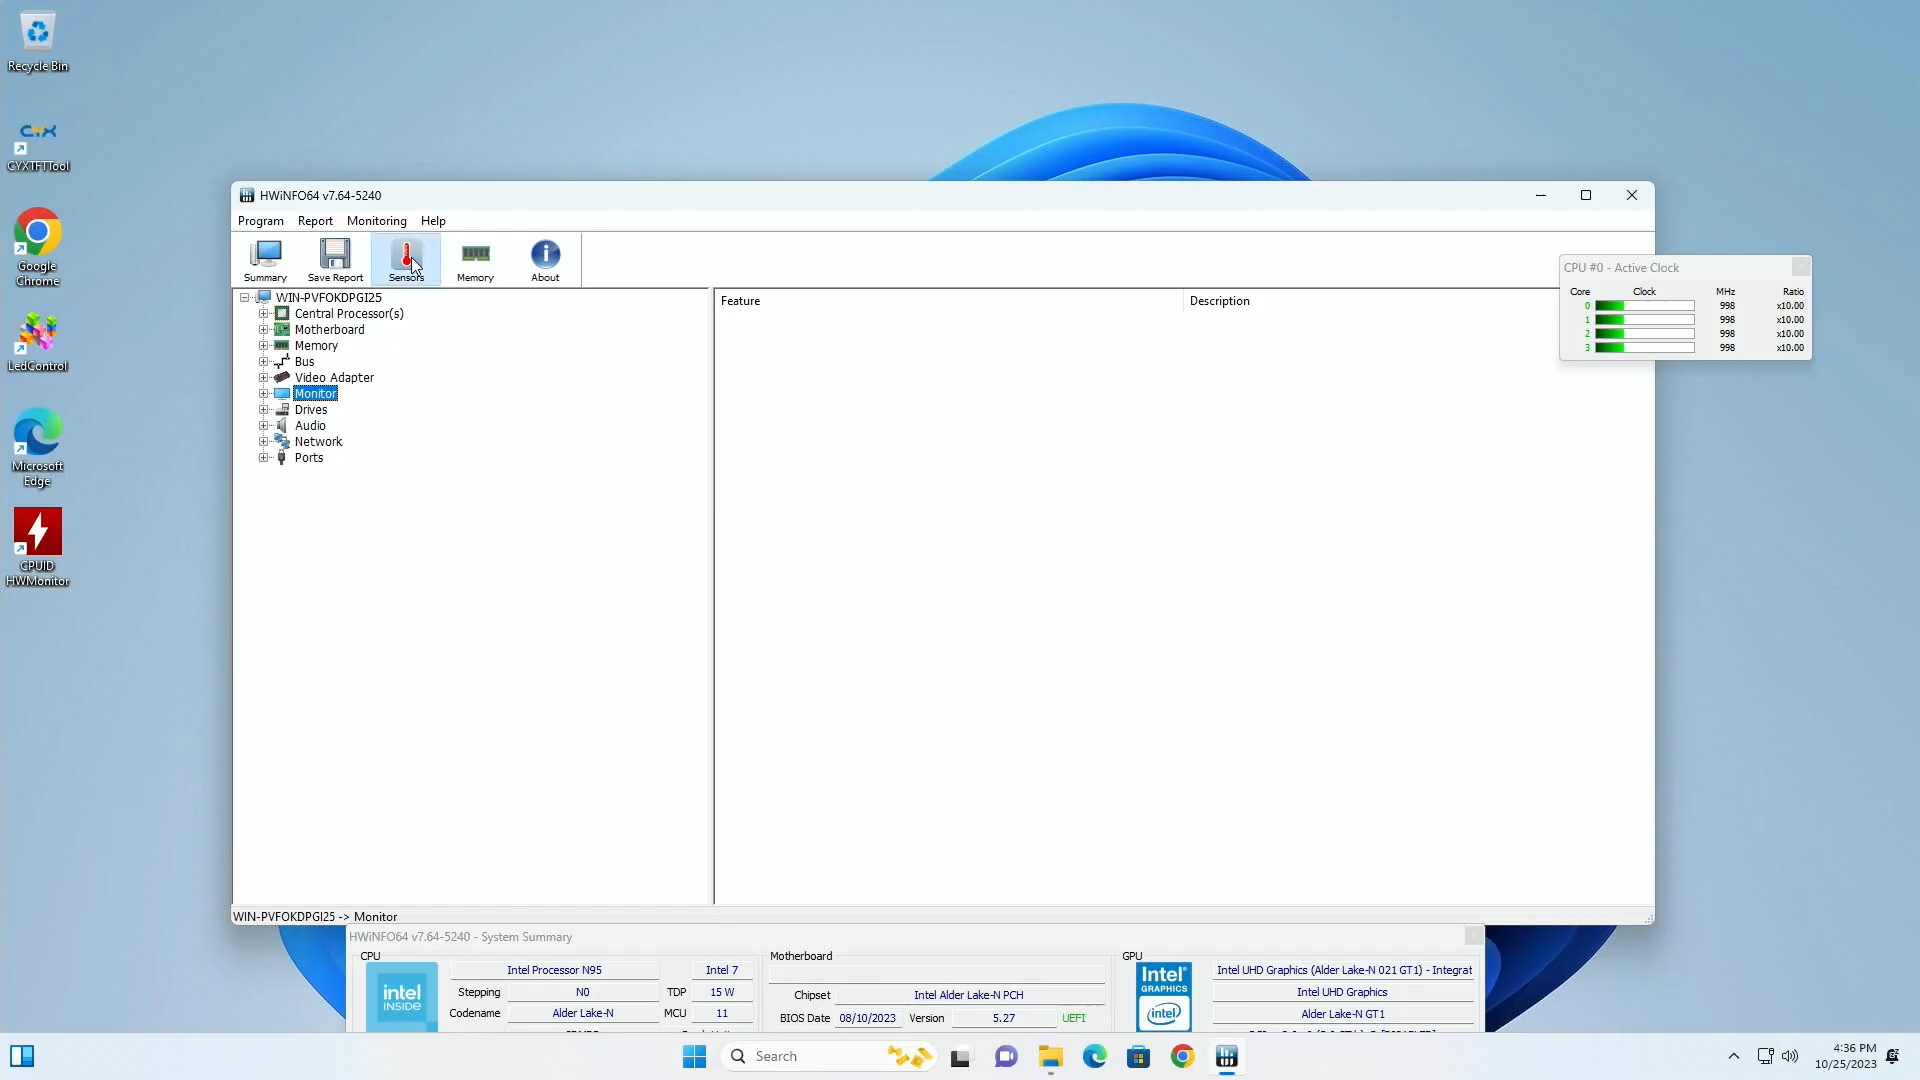 Recycle Bin
CYX
CYXTFTTool
Google
Chrome
LedControl
Microsoft
Edge
CPUID
HWMonitor
HWiNFO64 v7.64-5240
Program Report Monitoring Help
Summary Save Report Sensors Memory About
WIN-PVFOKDPGI25
Central Processor(s)
Motherboard
Memory
Bus
Video Adapter
Monitor
Drives
Audio
Network
Ports
Feature Description
CPU #0 - Active Clock
Core Clock MHz Ratio
0 998 x10.00
1 998 x10.00
2 998 x10.00
3 998 x10.00
WIN-PVFOKDPGI25 -> Monitor
HWiNFO64 v7.64-5240 - System Summary
CPU
intel
INSIDE
Intel Processor N95 Intel 7
Stepping N0 TDP 15 W
Codename Alder Lake-N MCU 11
Motherboard
Chipset Intel Alder Lake-N PCH
BIOS Date 08/10/2023 Version 5.27 UEFI
GPU
Intel
GRAPHICS
intel
Intel UHD Graphics (Alder Lake-N 021 GT1) - Integrat
Intel UHD Graphics
Alder Lake-N GT1
Search
4:36 PM
10/25/2023